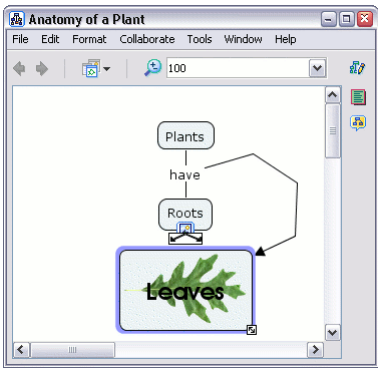 Anatomy of a Plant
File Edit Format Collaborate Tools Window Help
100
Plants
have
Roots
Leaves